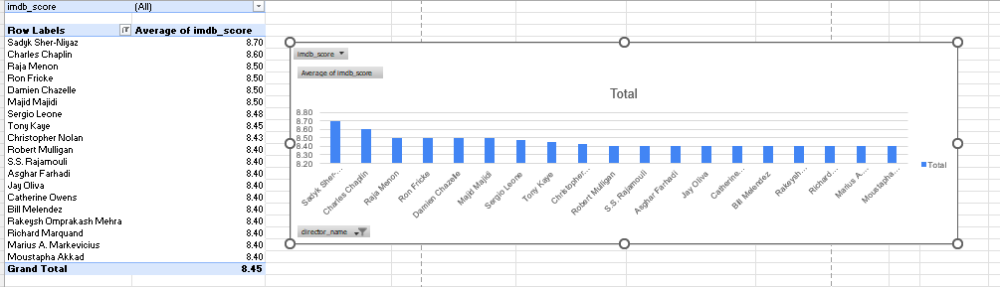 imdb_score (All)
Row Labels Average of imdb_score
Sadyk Sher-Niyaz 8.70
Charles Chaplin 8.60
Raja Menon 8.50
Ron Fricke 8.50
Damien Chazelle 8.50
Majid Majidi 8.50
Sergio Leone 8.48
Tony Kaye 8.45
Christopher Nolan 8.43
Robert Mulligan 8.40
S.S. Rajamouli 8.40
Asghar Farhadi 8.40
Jay Oliva 8.40
Catherine Owens 8.40
Bill Melendez 8.40
Rakeysh Omprakash Mehra 8.40
Richard Marquand 8.40
Marius A. Markevicius 8.40
Moustapha Akkad 8.40
Grand Total 8.45
imdb_score
Average of imdb_score
Total
8.80
8.70
8.60
8.50
8.40
8.30
8.20
Sadyk Sher-...
Charles Chaplin
Raja Menon
Ron Fricke
Damien Chazelle
Majid Majidi
Sergio Leone
Tony Kaye
Christopher...
Robert Mulligan
S.S. Rajamouli
Asghar Farhadi
Jay Oliva
Catherine...
Bill Melendez
Rakeysh...
Richard...
Marius A....
Moustapha...
Total
director_name